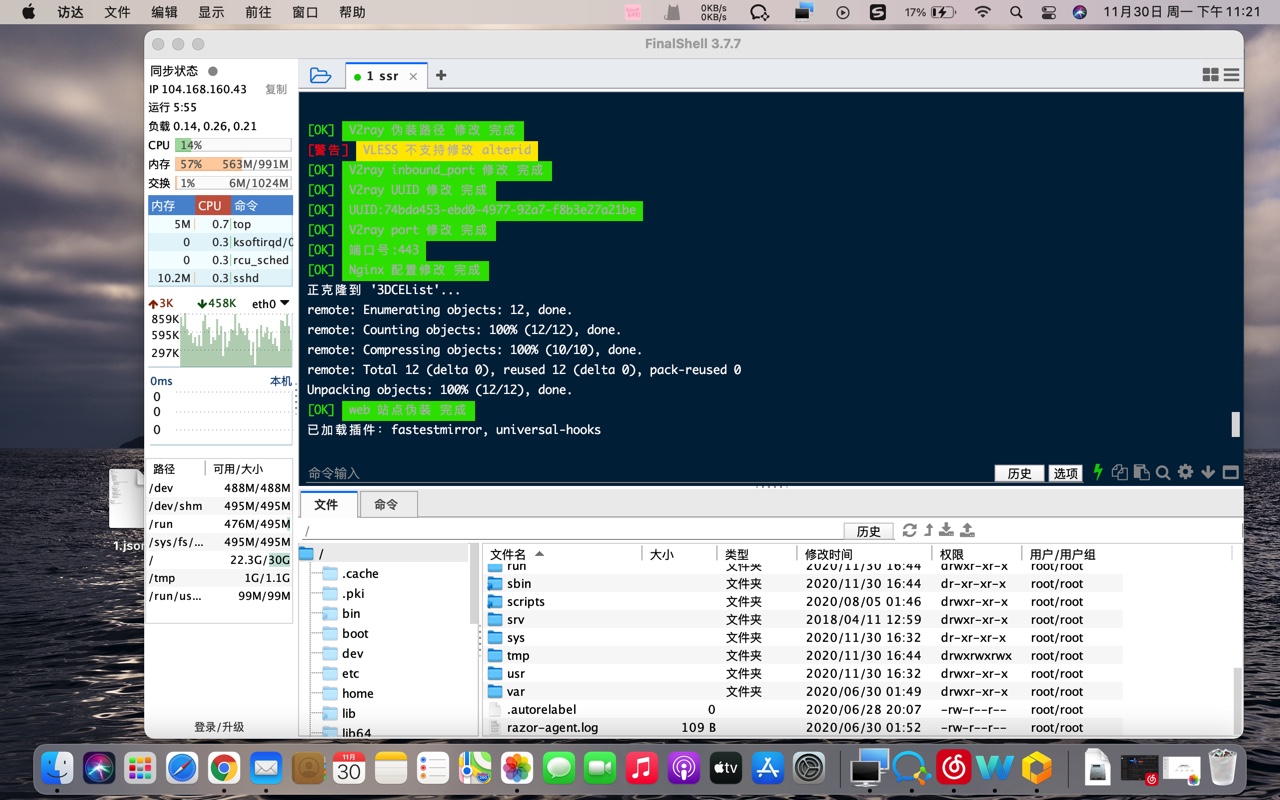 访达 文件 编辑 显示 前往 窗口 帮助 0KB/s 0KB/s 17% 11月30日 周一 下午 11:21
FinalShell 3.7.7
同步状态
IP 104.168.160.43 复制
运行 5:55
负载 0.14, 0.26, 0.21
CPU 14%
内存 57% 563M/991M
交换 1% 6M/1024M
内存 CPU 命令
5M 0.7 top
0 0.3 ksoftirqd/0
0 0.3 rcu_sched
10.2M 0.3 sshd
3K 458K eth0
859K
595K
297K
0ms 本机
0
0
0
路径 可用/大小
/dev 488M/488M
/dev/shm 495M/495M
/run 476M/495M
/sys/fs/... 495M/495M
/ 22.3G/30G
/tmp 1G/1.1G
/run/us... 99M/99M
登录/升级
1 ssr
[OK] V2ray 伪装路径 修改 完成
[警告] VLESS 不支持修改 alterid
[OK] V2ray inbound_port 修改 完成
[OK] V2ray UUID 修改 完成
[OK] UUID:74bda453-ebd0-4977-92a7-f8b3e27a21be
[OK] V2ray port 修改 完成
[OK] 端口号:443
[OK] Nginx 配置修改 完成
正克隆到 '3DCEList'...
remote: Enumerating objects: 12, done.
remote: Counting objects: 100% (12/12), done.
remote: Compressing objects: 100% (10/10), done.
remote: Total 12 (delta 0), reused 12 (delta 0), pack-reused 0
Unpacking objects: 100% (12/12), done.
[OK] web 站点伪装 完成
已加载插件：fastestmirror, universal-hooks
命令输入 历史 选项
文件 命令
/ 历史
/
.cache
.pki
bin
boot
dev
etc
home
lib
lib64
文件名 大小 类型 修改时间 权限 用户/用户组
run 文件夹 2020/11/30 16:44 drwxr-xr-x root/root
sbin 文件夹 2020/11/30 16:44 dr-xr-xr-x root/root
scripts 文件夹 2020/08/05 01:46 drwxr-xr-x root/root
srv 文件夹 2018/04/11 12:59 drwxr-xr-x root/root
sys 文件夹 2020/11/30 16:32 dr-xr-xr-x root/root
tmp 文件夹 2020/11/30 16:44 drwxrwxrwx root/root
usr 文件夹 2020/11/30 16:32 drwxr-xr-x root/root
var 文件夹 2020/06/30 01:49 drwxr-xr-x root/root
.autorelabel 0 2020/06/28 20:07 -rw-r--r-- root/root
razor-agent.log 109 B 2020/06/30 01:52 -rw-r--r-- root/root
1.json
11月
30
tv